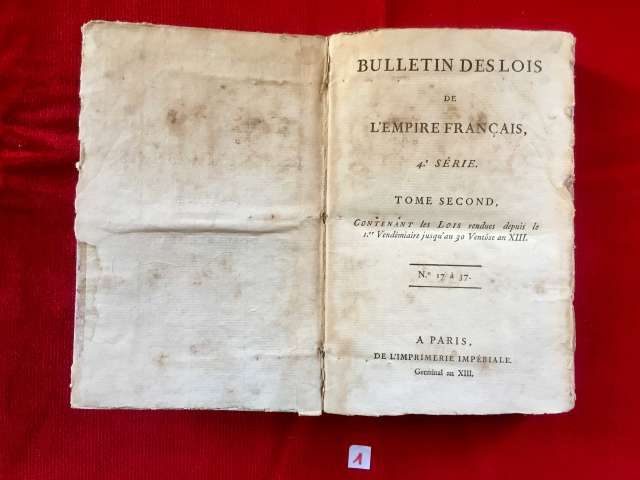 BULLETIN DES LOIS
DE
L'EMPIRE FRANÇAIS,
4.e SÉRIE.
TOME SECOND,
CONTENANT les LOIS rendues depuis le
1.er Vendémiaire jusqu'au 30 Ventôse an XIII.
N.os 17 à 37.
A PARIS,
DE L'IMPRIMERIE IMPÉRIALE.
Germinal an XIII.
1